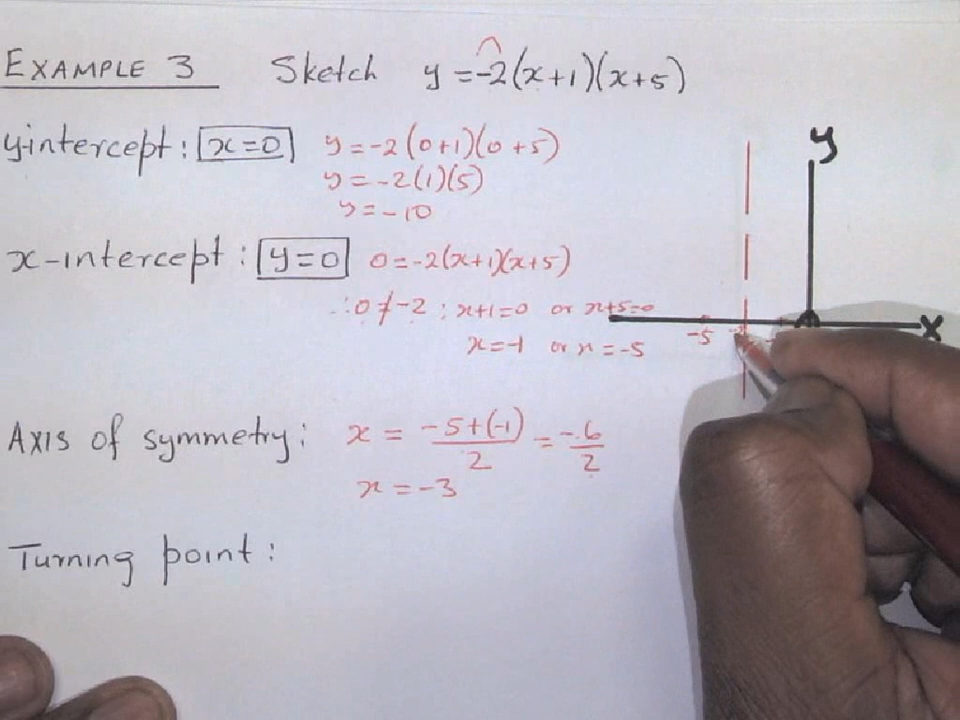 EXAMPLE 3 Sketch y = -2(x+1)(x+5)
y-intercept: x=0 y = -2(0+1)(0+5)
y = -2(1)(5)
y = -10
x-intercept: y=0 0 = -2(x+1)(x+5)
∴ 0 ≠ -2 ; x+1=0 or x+5=0
x = -1 or x = -5
Axis of symmetry: x = \frac{-5+(-1)}{2} = \frac{-6}{2}
x = -3
Turning point:
y
x
-5